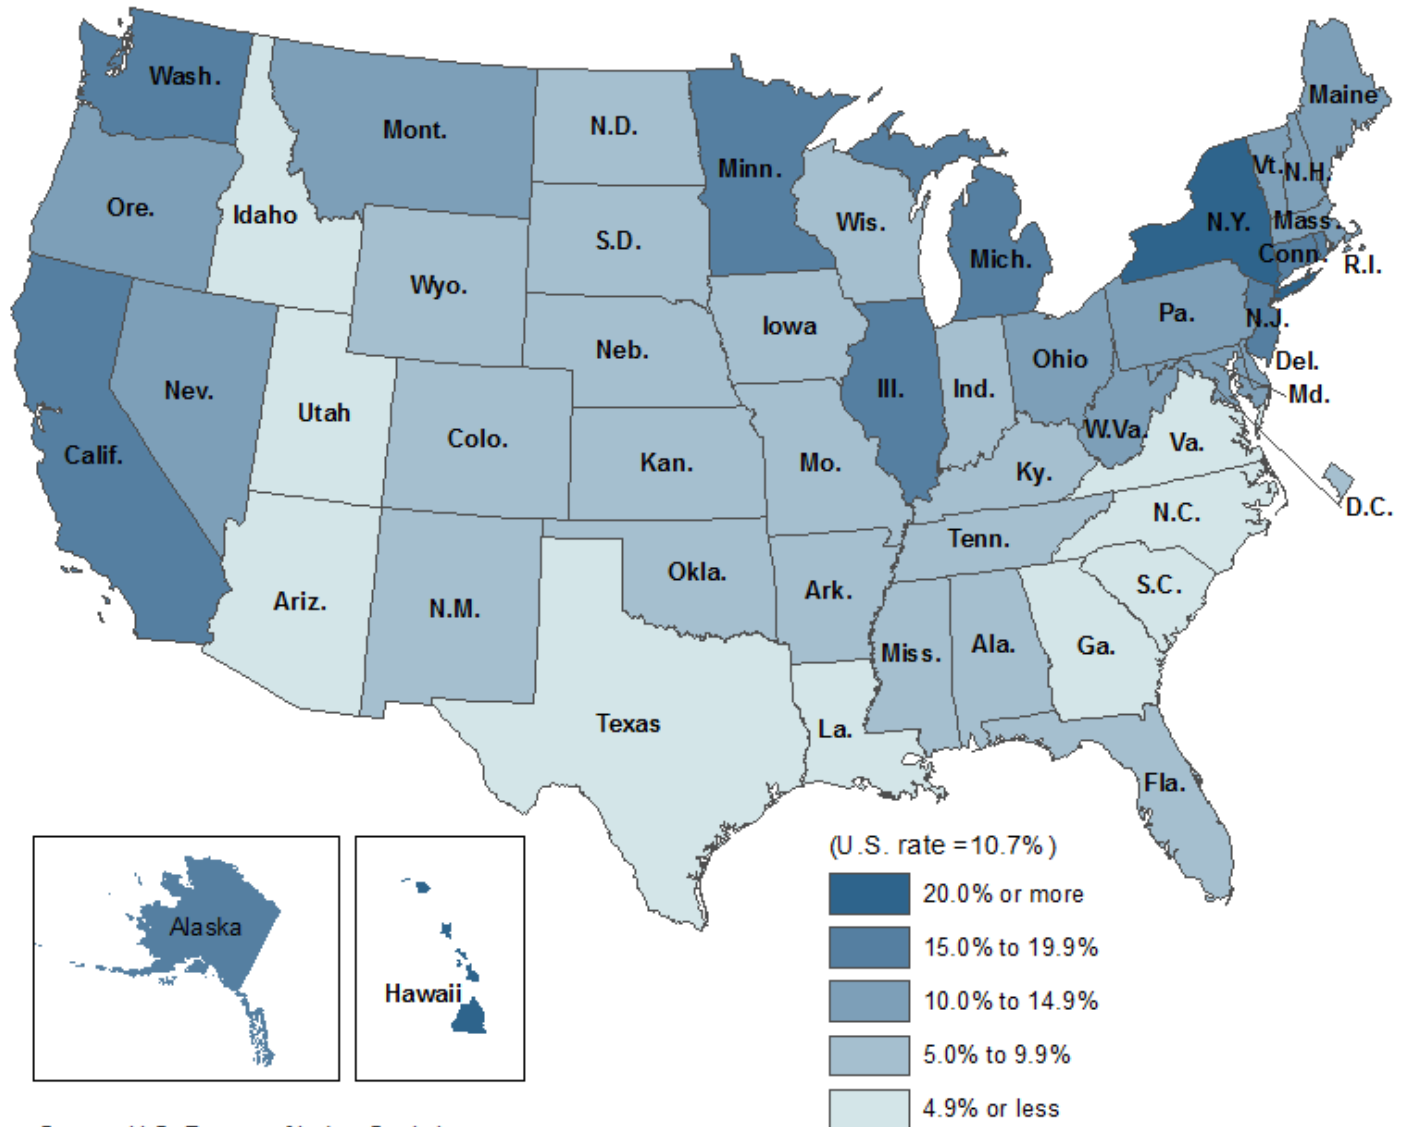 Wash.
Mont.
N.D.
Minn.
Maine
Ore.
Idaho
S.D.
Wis.
Mich.
Vt.
N.H.
N.Y.
Mass.
Conn.
R.I.
Wyo.
Iowa
Pa.
N.J.
Neb.
Ohio
Del.
Nev.
Utah
Ill.
Ind.
Md.
Calif.
Colo.
Kan.
Mo.
Ky.
W.Va.
Va.
D.C.
N.C.
Tenn.
Okla.
Ark.
S.C.
Ariz.
N.M.
Miss.
Ala.
Ga.
Texas
La.
Fla.
Alaska
Hawaii
(U.S. rate =10.7%)
20.0% or more
15.0% to 19.9%
10.0% to 14.9%
5.0% to 9.9%
4.9% or less